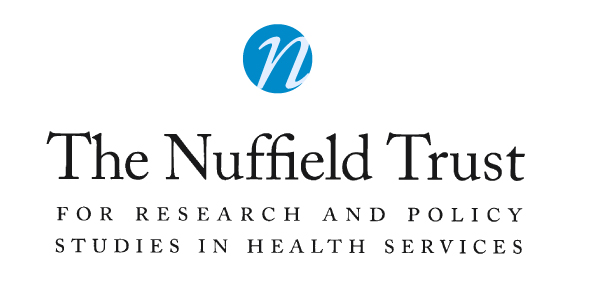 n
The Nuffield Trust
FOR RESEARCH AND POLICY
STUDIES IN HEALTH SERVICES